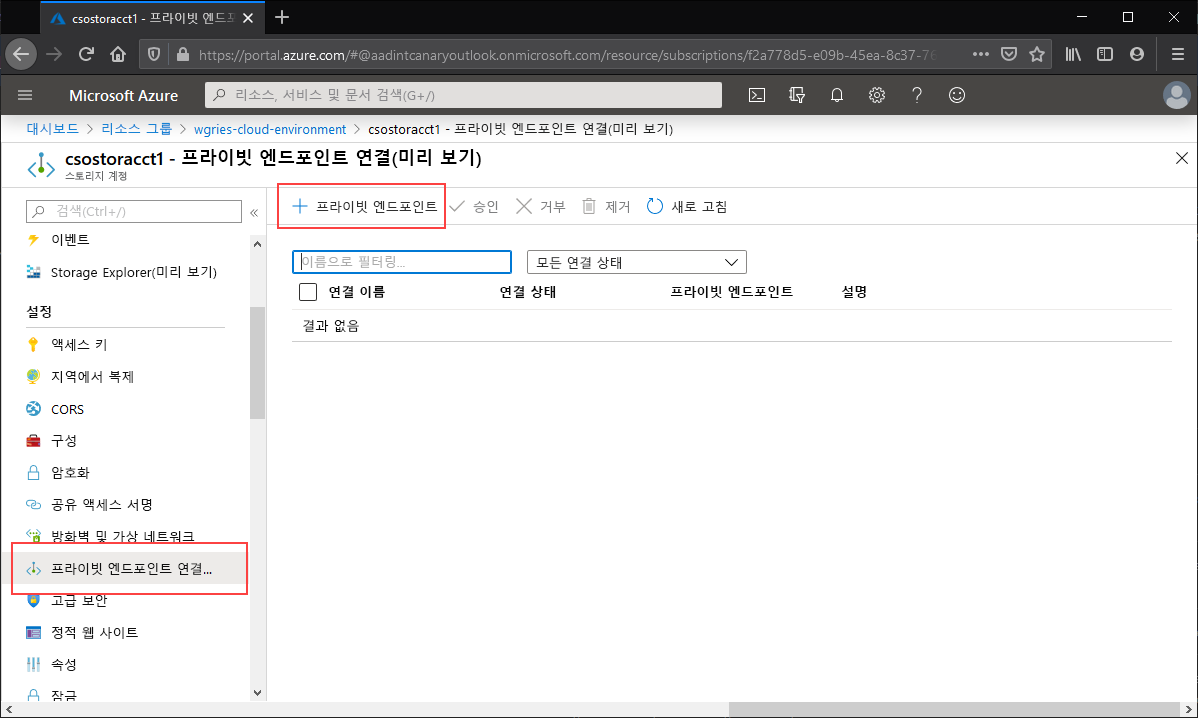 csostoracct1 - 프라이빗 엔드
https://portal.azure.com/#@aadintcanaryoutlook.onmicrosoft.com/resource/subscriptions/f2a778d5-e09b-45ea-8c37-76
Microsoft Azure
리소스, 서비스 및 문서 검색(G+/)
대시보드 > 리소스 그룹 > wgries-cloud-environment > csostoracct1 - 프라이빗 엔드포인트 연결(미리 보기)
csostoracct1 - 프라이빗 엔드포인트 연결(미리 보기)
스토리지 계정
검색(Ctrl+/)
이벤트
Storage Explorer(미리 보기)
설정
액세스 키
지역에서 복제
CORS
구성
암호화
공유 액세스 서명
방화벽 및 가상 네트워크
프라이빗 엔드포인트 연결...
고급 보안
정적 웹 사이트
속성
잠금
프라이빗 엔드포인트 승인 거부 제거 새로 고침
이름으로 필터링... 모든 연결 상태
연결 이름 연결 상태 프라이빗 엔드포인트 설명
결과 없음